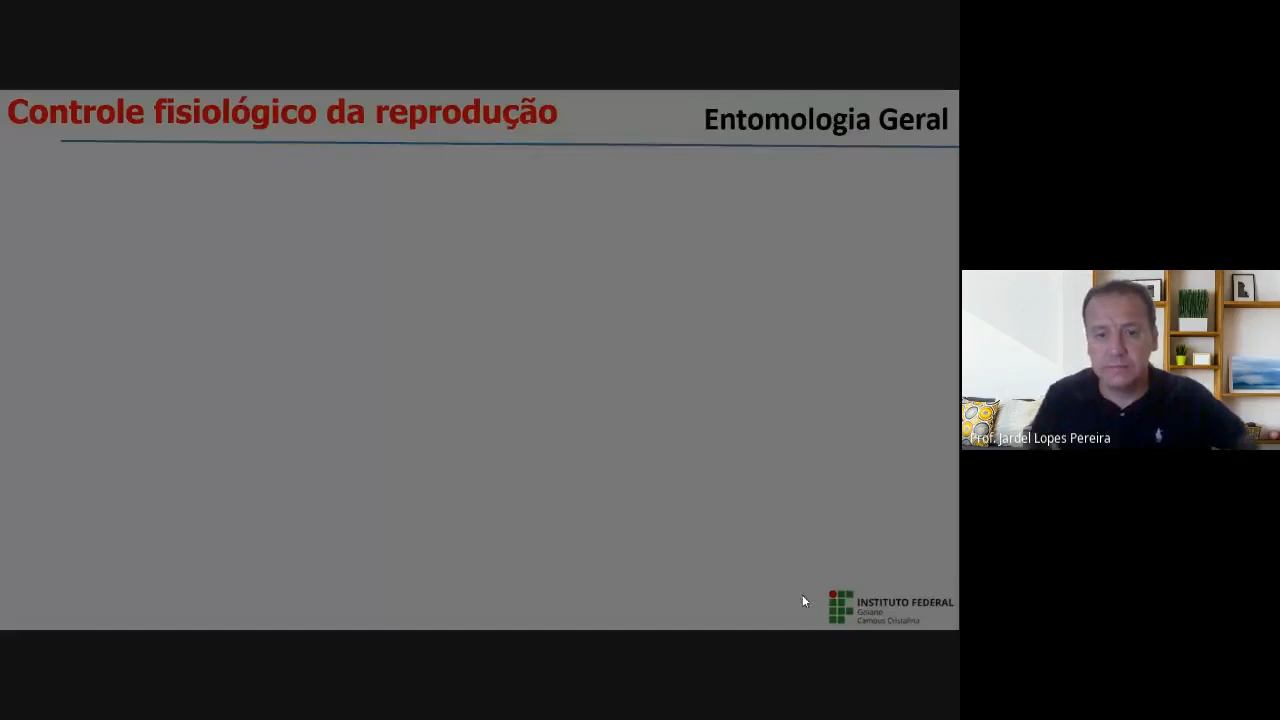 Controle fisiológico da reprodução
Entomologia Geral
Prof. Jardel Lopes Pereira
INSTITUTO FEDERAL
Goiano
Campus Cristalina